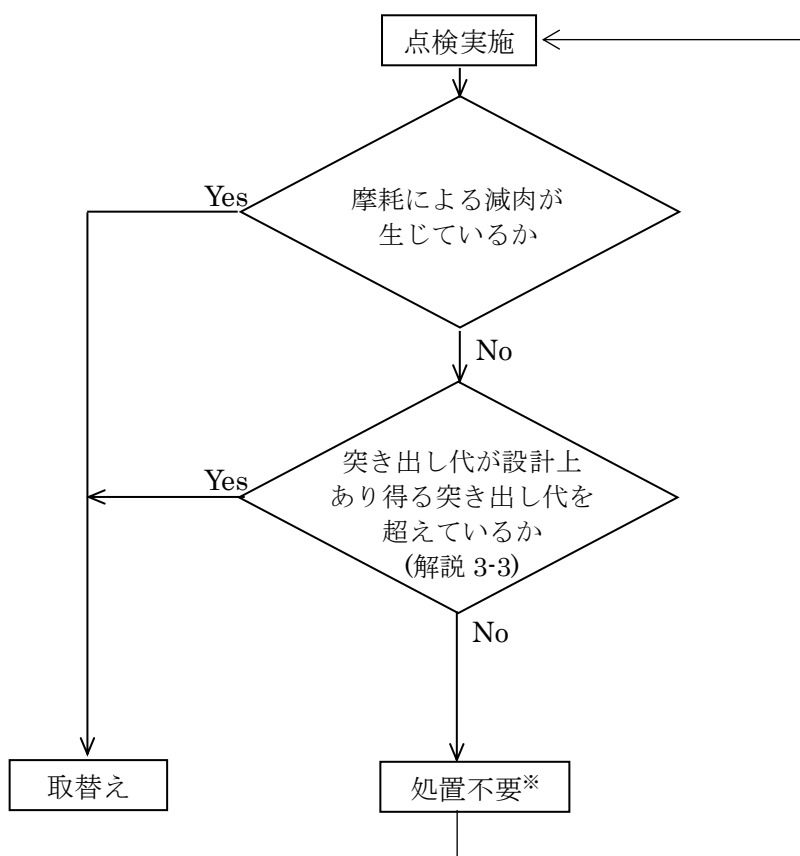 点検実施
Yes
摩耗による減肉が
生じているか
No
Yes
突き出し代が設計上
あり得る突き出し代を
超えているか
(解説 3-3)
No
取替え
処置不要※